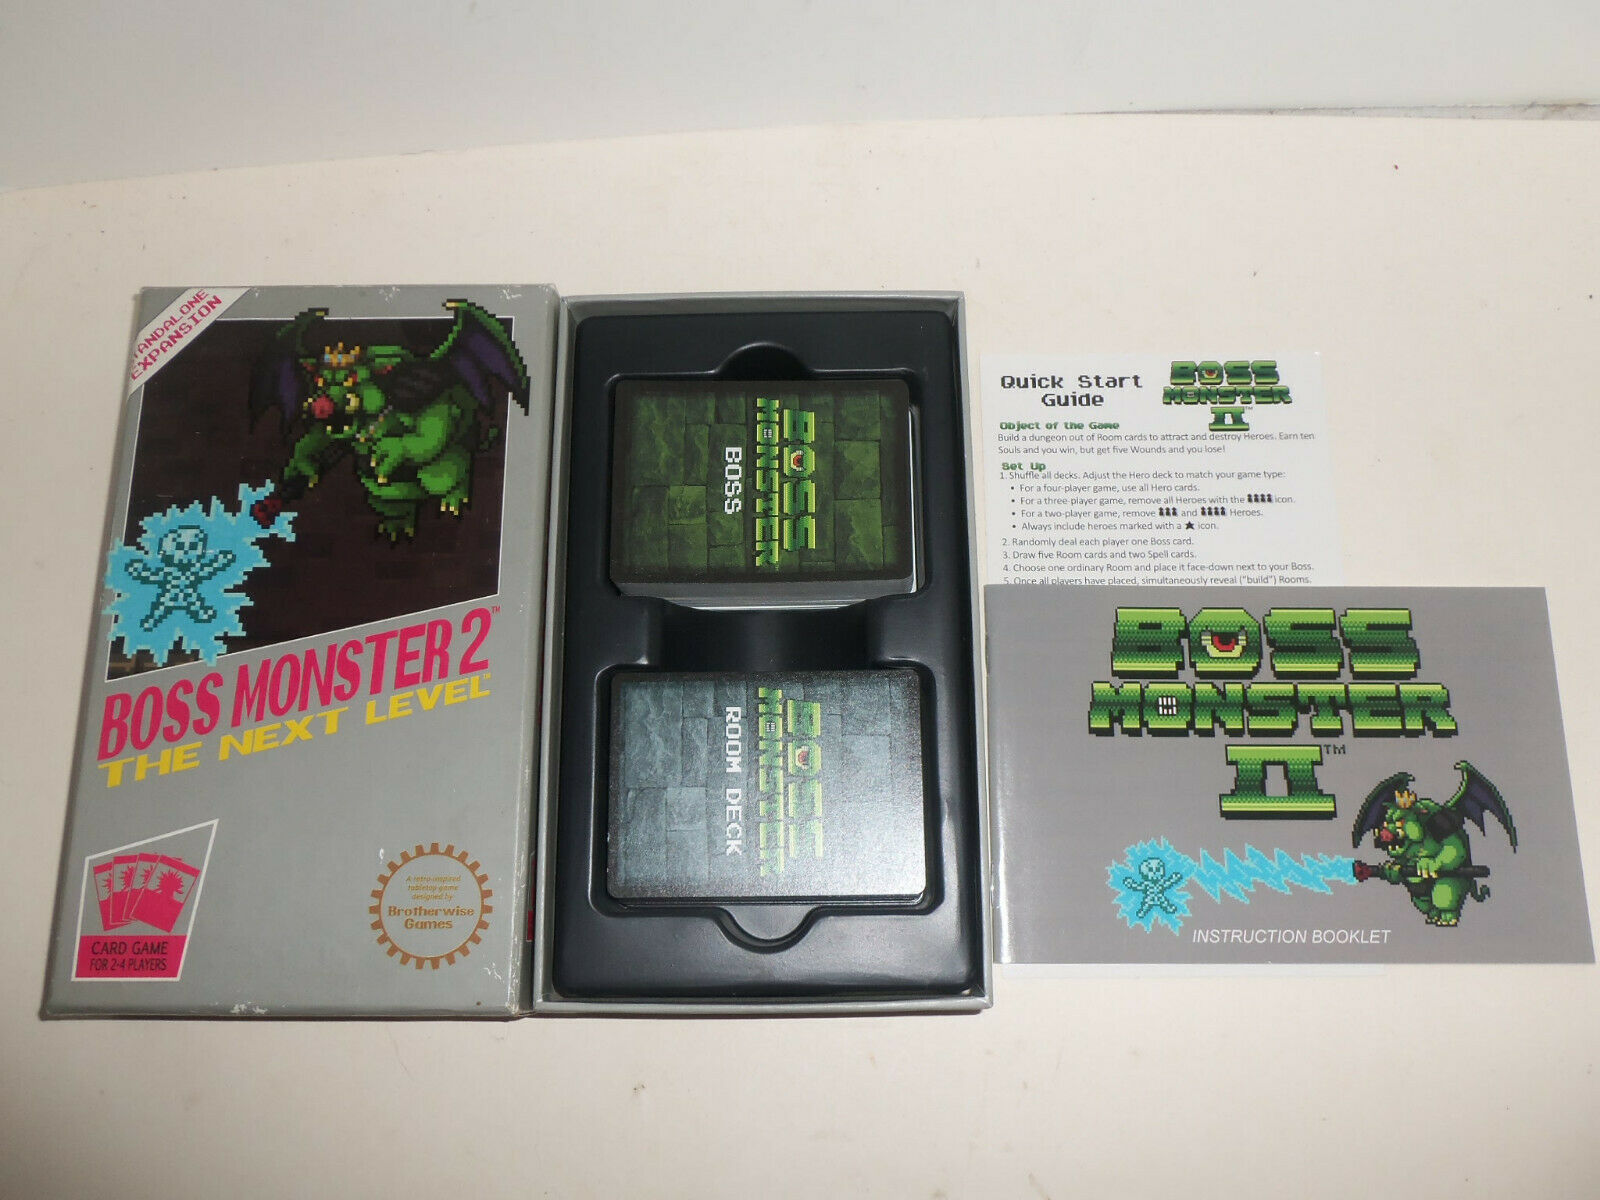 STANDALONE
EXPANSION
BOSS MONSTER 2™
THE NEXT LEVEL™
CARD GAME
FOR 2-4 PLAYERS
A retro-inspired
tabletop game
designed by
Brotherwise
Games
BOSS
MONSTER
BOSS
BOSS
MONSTER
ROOM DECK
Quick Start
Guide
BOSS
MONSTER
II™
Object of the Game
Build a dungeon out of Room cards to attract and destroy Heroes. Earn ten
Souls and you win, but get five Wounds and you lose!
Set Up
1. Shuffle all decks. Adjust the Hero deck to match your game type:
• For a four-player game, use all Hero cards.
• For a three-player game, remove all Heroes with the icon.
• For a two-player game, remove and Heroes.
• Always include heroes marked with a ★ icon.
2. Randomly deal each player one Boss card.
3. Draw five Room cards and two Spell cards.
4. Choose one ordinary Room and place it face-down next to your Boss.
5. Once all players have placed, simultaneously reveal ("build") Rooms.
BOSS
MONSTER
II™
INSTRUCTION BOOKLET